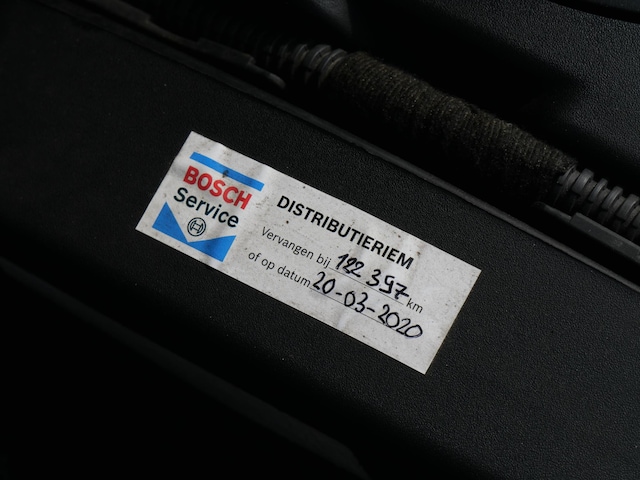 BOSCH
Service
DISTRIBUTIERIEM
Vervangen bij 122 397 km
of op datum 20-03-2020